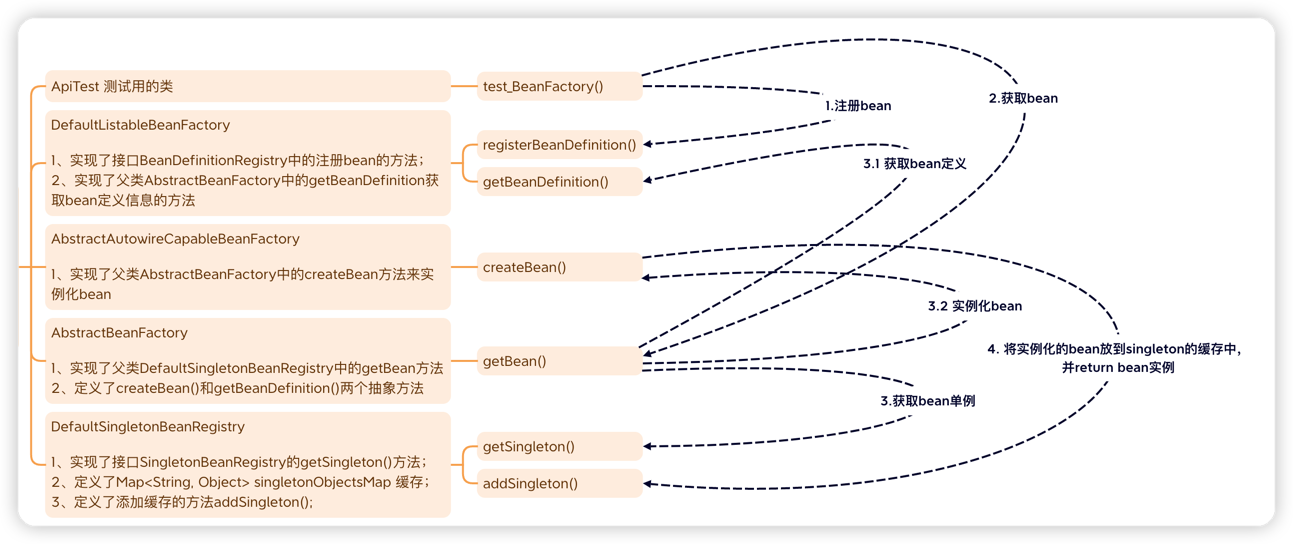 ApiTest 测试用的类
test_BeanFactory()
DefaultListableBeanFactory
1、实现了接口BeanDefinitionRegistry中的注册bean的方法；
2、实现了父类AbstractBeanFactory中的getBeanDefinition获
取bean定义信息的方法
registerBeanDefinition()
getBeanDefinition()
AbstractAutowireCapableBeanFactory
1、实现了父类AbstractBeanFactory中的createBean方法来实
例化bean
createBean()
AbstractBeanFactory
1、实现了父类DefaultSingletonBeanRegistry中的getBean方法
2、定义了createBean()和getBeanDefinition()两个抽象方法
getBean()
DefaultSingletonBeanRegistry
1、实现了接口SingletonBeanRegistry的getSingleton()方法；
2、定义了Map<String, Object> singletonObjectsMap 缓存；
3、定义了添加缓存的方法addSingleton();
getSingleton()
addSingleton()
1.注册bean
2.获取bean
3.1 获取bean定义
3.2 实例化bean
3.获取bean单例
4. 将实例化的bean放到singleton的缓存中，
并return bean实例